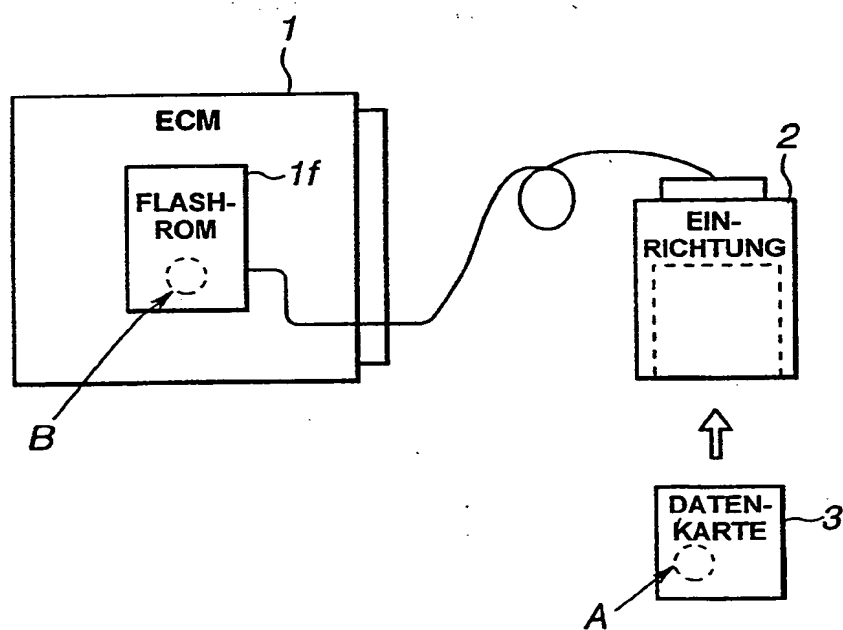 1
ECM
1f
FLASH-
ROM
B
2
EIN-
RICHTUNG
DATEN-
KARTE
3
A